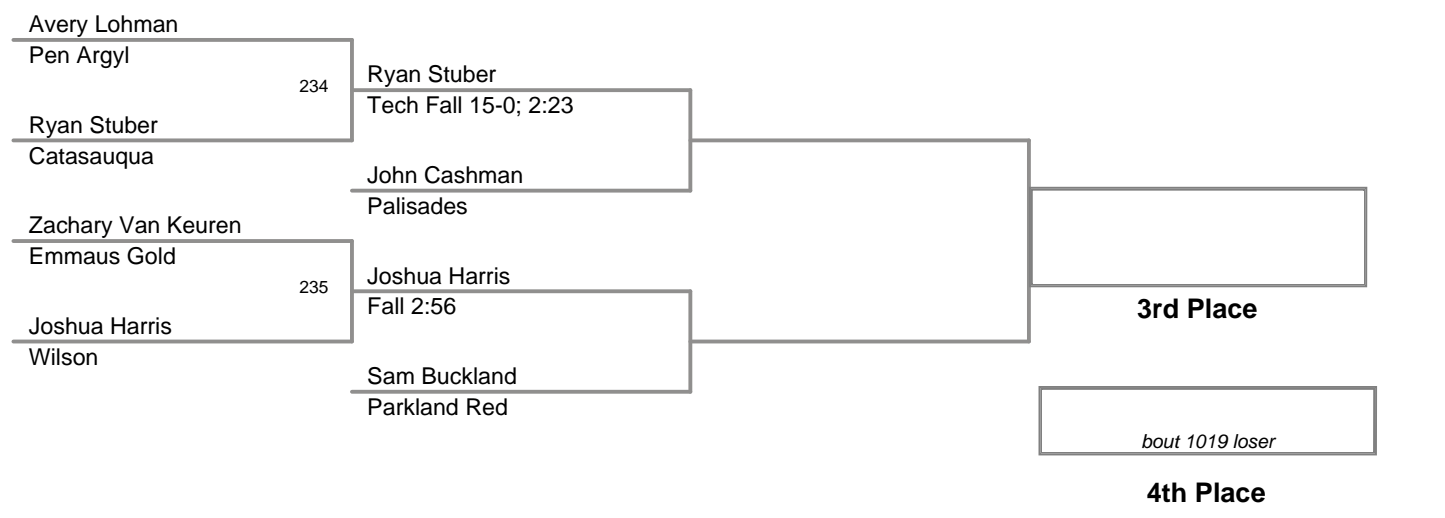 Avery Lohman
Pen Argyl
234
Ryan Stuber
Tech Fall 15-0; 2:23
Ryan Stuber
Catasauqua
John Cashman
Palisades
Zachary Van Keuren
Emmaus Gold
235
Joshua Harris
Fall 2:56
Joshua Harris
Wilson
Sam Buckland
Parkland Red
3rd Place
bout 1019 loser
4th Place